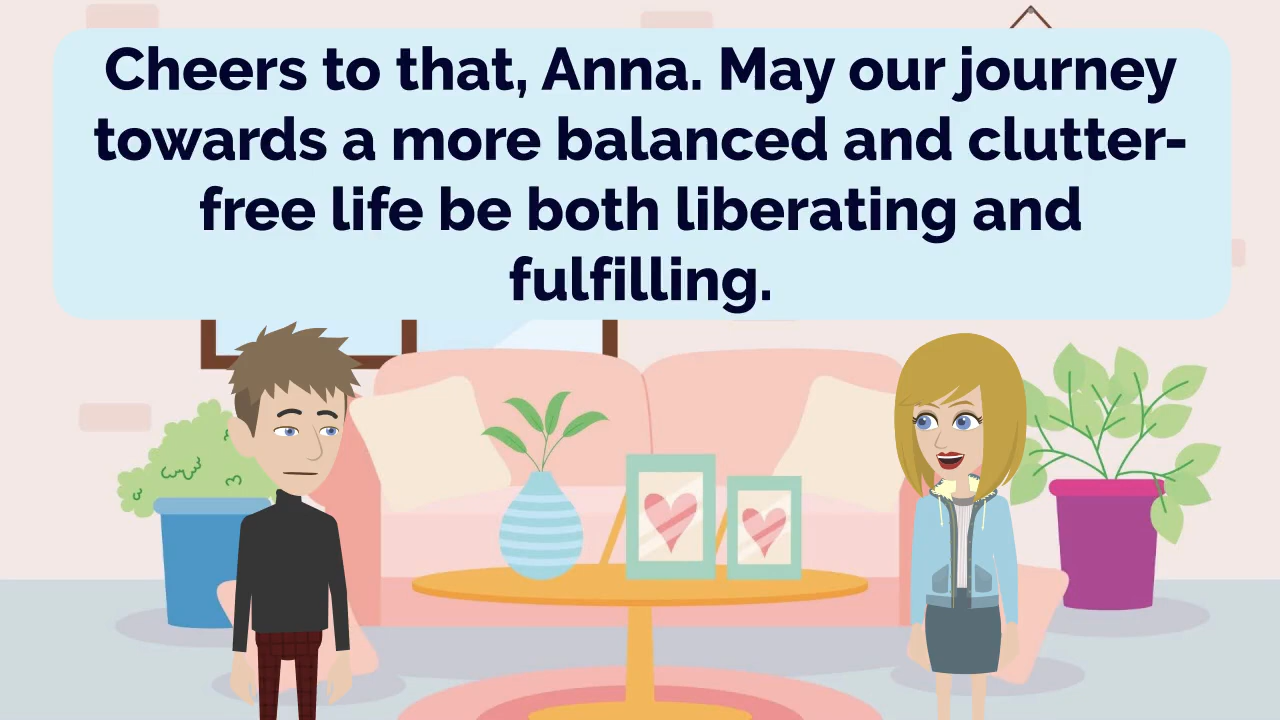 Cheers to that, Anna. May our journey
towards a more balanced and clutter-
free life be both liberating and
fulfilling.